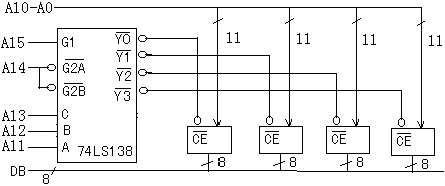 A10-A0
11 11 11 11
A15 G1 Y0
A14 G2A Y1
G2B Y2
Y3
A13 C
A12 B
A11 A
74LS138
CE CE CE CE
8 8 8 8
DB 8